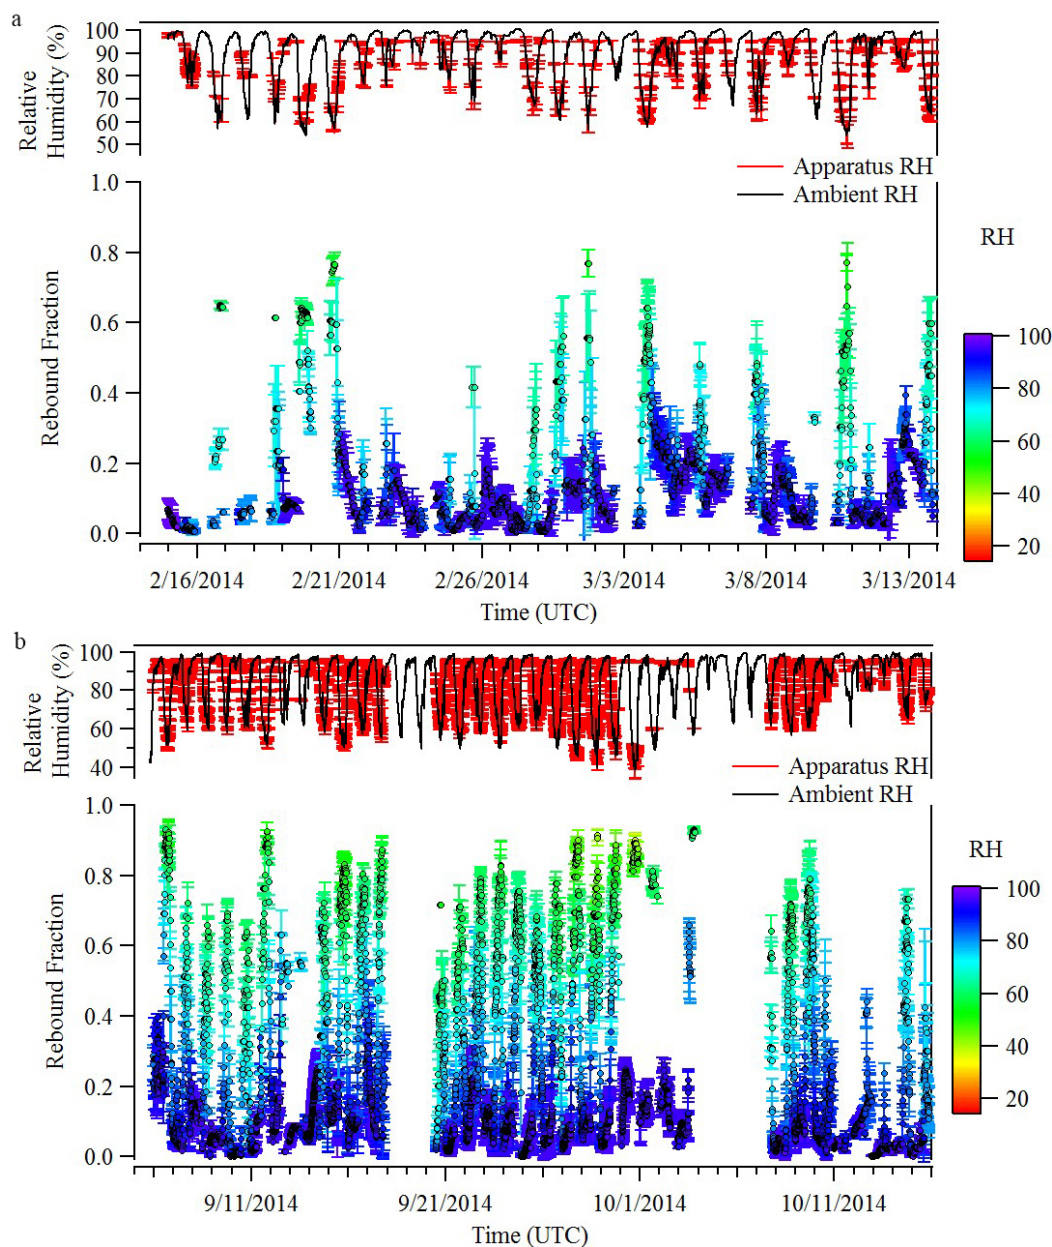 a
100
90
80
70
60
50
Relative
Humidity (%)
Apparatus RH
Ambient RH
1.0
0.8
0.6
0.4
0.2
0.0
Rebound Fraction
RH
100
80
60
40
20
2/16/2014 2/21/2014 2/26/2014 3/3/2014 3/8/2014 3/13/2014
Time (UTC)
b
100
80
60
40
Relative
Humidity (%)
Apparatus RH
Ambient RH
1.0
0.8
0.6
0.4
0.2
0.0
Rebound Fraction
RH
100
80
60
40
20
9/11/2014 9/21/2014 10/1/2014 10/11/2014
Time (UTC)